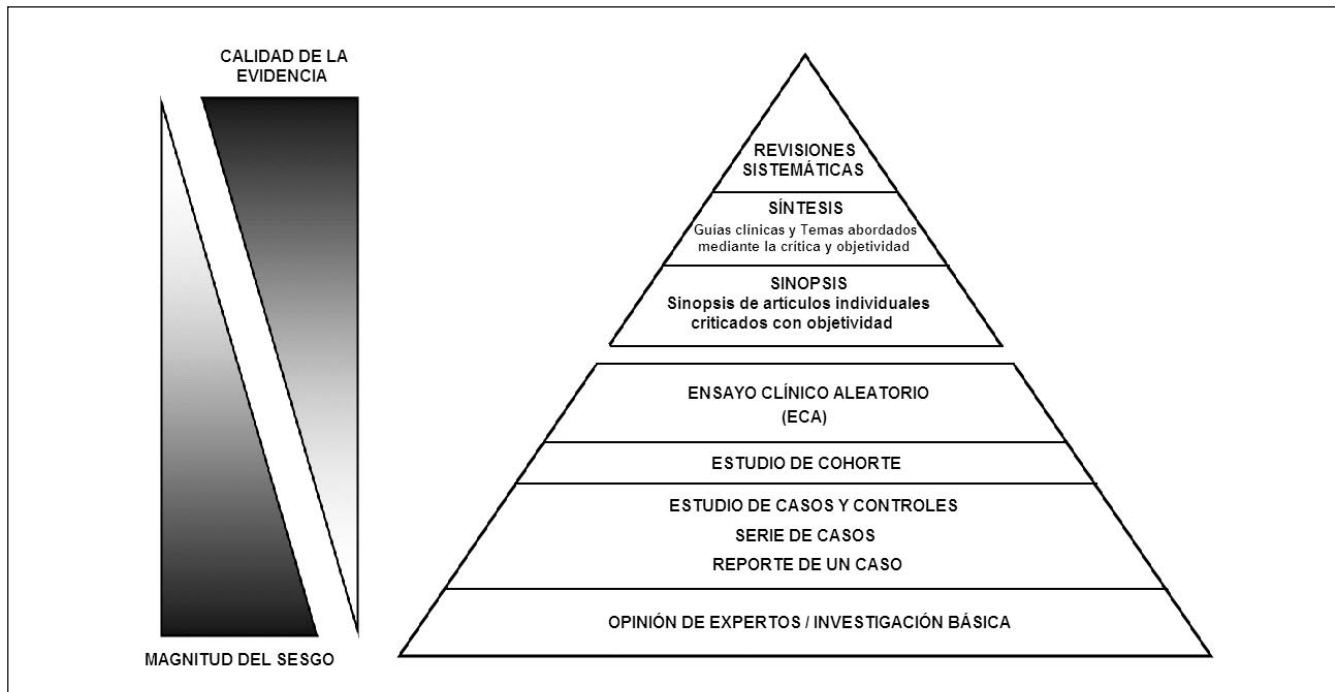 CALIDAD DE LA
EVIDENCIA
MAGNITUD DEL SESGO
REVISIONES
SISTEMÁTICAS
SÍNTESIS
Guías clínicas y Temas abordados
mediante la crítica y objetividad
SINOPSIS
Sinopsis de artículos individuales
criticados con objetividad
ENSAYO CLÍNICO ALEATORIO
(ECA)
ESTUDIO DE COHORTE
ESTUDIO DE CASOS Y CONTROLES
SERIE DE CASOS
REPORTE DE UN CASO
OPINIÓN DE EXPERTOS / INVESTIGACIÓN BÁSICA